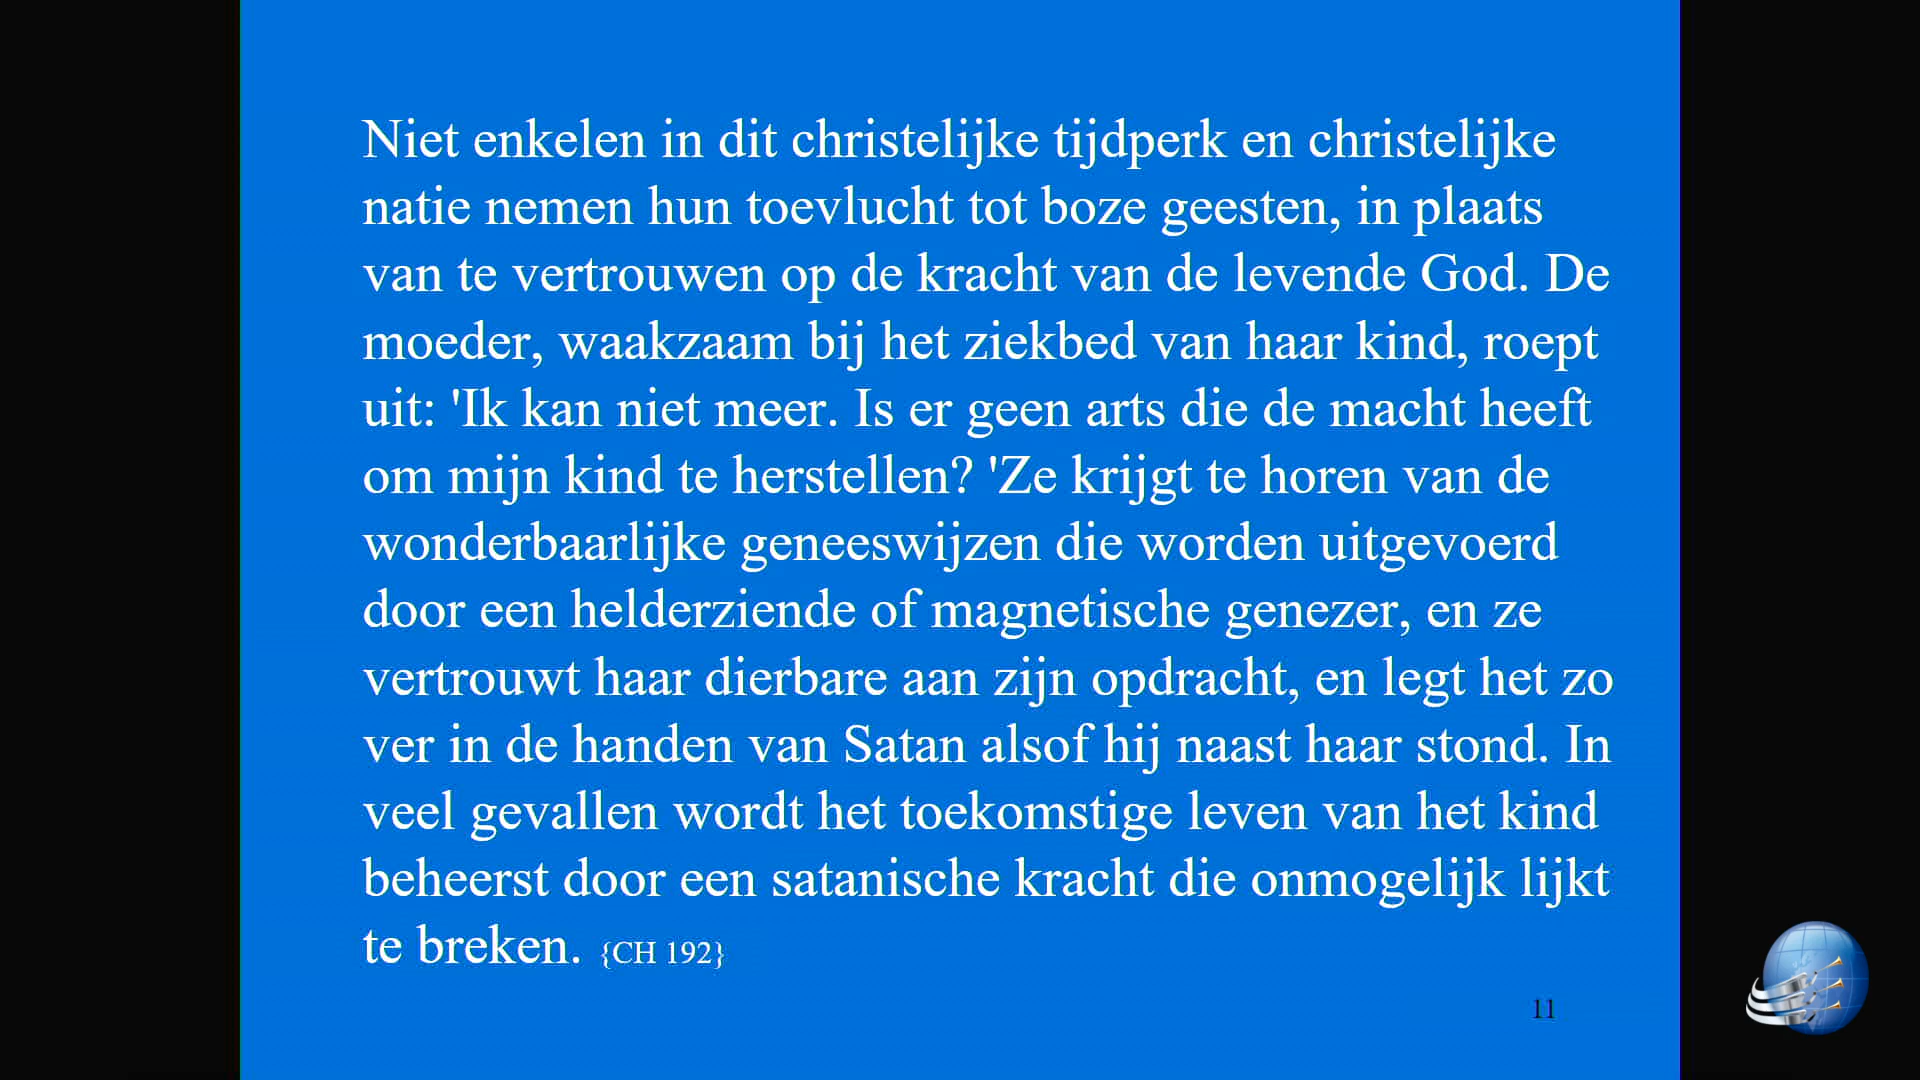 Niet enkelen in dit christelijke tijdperk en christelijke
natie nemen hun toevlucht tot boze geesten, in plaats
van te vertrouwen op de kracht van de levende God. De
moeder, waakzaam bij het ziekbed van haar kind, roept
uit: 'Ik kan niet meer. Is er geen arts die de macht heeft
om mijn kind te herstellen? 'Ze krijgt te horen van de
wonderbaarlijke geneeswijzen die worden uitgevoerd
door een helderziende of magnetische genezer, en ze
vertrouwt haar dierbare aan zijn opdracht, en legt het zo
ver in de handen van Satan alsof hij naast haar stond. In
veel gevallen wordt het toekomstige leven van het kind
beheerst door een satanische kracht die onmogelijk lijkt
te breken. {CH 192}
11